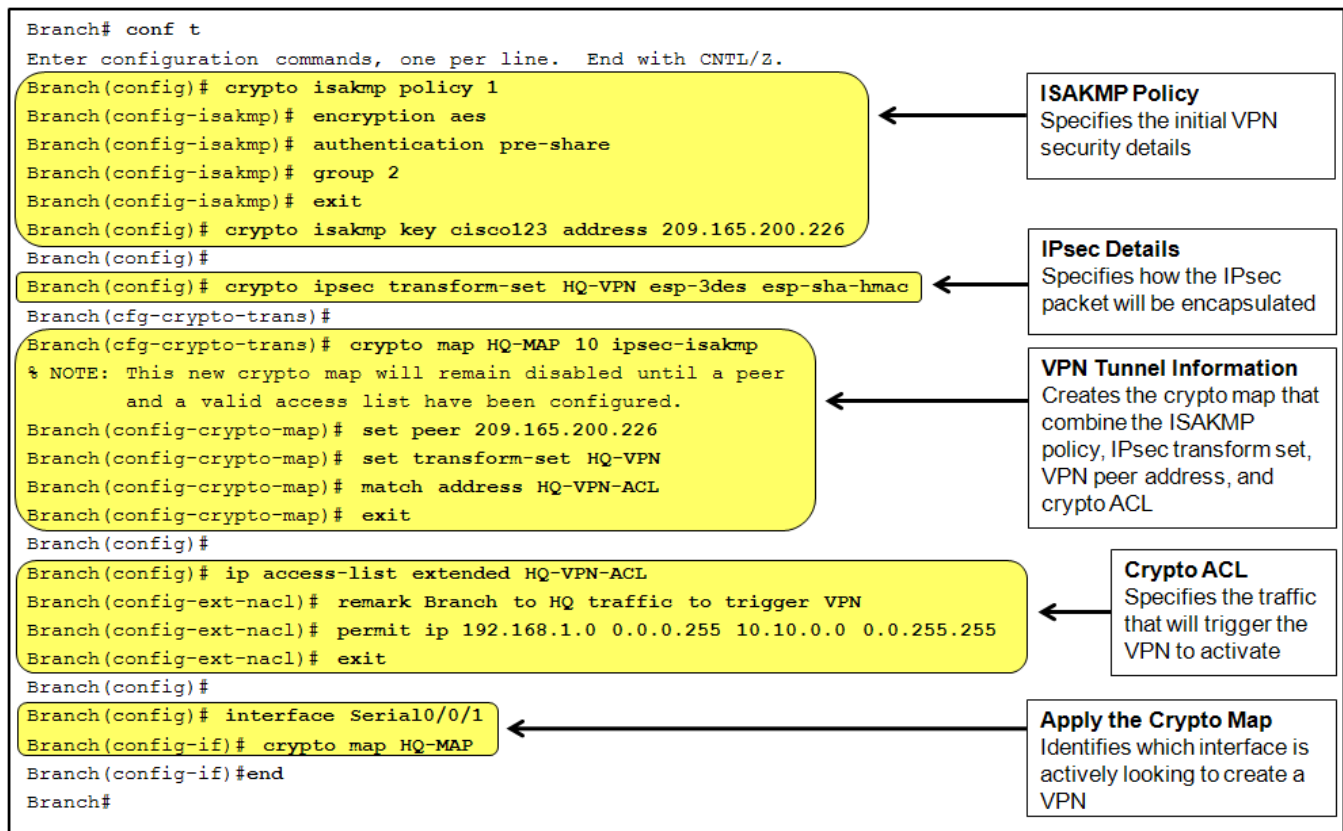 Branch# conf t
Enter configuration commands, one per line.  End with CNTL/Z.
Branch(config)# crypto isakmp policy 1
Branch(config-isakmp)# encryption aes
Branch(config-isakmp)# authentication pre-share
Branch(config-isakmp)# group 2
Branch(config-isakmp)# exit
Branch(config)# crypto isakmp key cisco123 address 209.165.200.226
Branch(config)#
Branch(config)# crypto ipsec transform-set HQ-VPN esp-3des esp-sha-hmac
Branch(cfg-crypto-trans)#
Branch(cfg-crypto-trans)# crypto map HQ-MAP 10 ipsec-isakmp
% NOTE: This new crypto map will remain disabled until a peer
and a valid access list have been configured.
Branch(config-crypto-map)# set peer 209.165.200.226
Branch(config-crypto-map)# set transform-set HQ-VPN
Branch(config-crypto-map)# match address HQ-VPN-ACL
Branch(config-crypto-map)# exit
Branch(config)#
Branch(config)# ip access-list extended HQ-VPN-ACL
Branch(config-ext-nacl)# remark Branch to HQ traffic to trigger VPN
Branch(config-ext-nacl)# permit ip 192.168.1.0 0.0.0.255 10.10.0.0 0.0.255.255
Branch(config-ext-nacl)# exit
Branch(config)#
Branch(config)# interface Serial0/0/1
Branch(config-if)# crypto map HQ-MAP
Branch(config-if)#end
Branch#
ISAKMP Policy
Specifies the initial VPN
security details
IPsec Details
Specifies how the IPsec
packet will be encapsulated
VPN Tunnel Information
Creates the crypto map that
combine the ISAKMP
policy, IPsec transform set,
VPN peer address, and
crypto ACL
Crypto ACL
Specifies the traffic
that will trigger the
VPN to activate
Apply the Crypto Map
Identifies which interface is
actively looking to create a
VPN